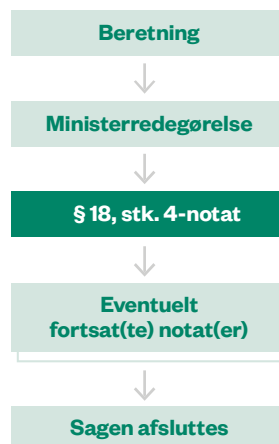 Beretning
Ministerredegørelse
§ 18, stk. 4-notat
Eventuelt
fortsat(te) notat(er)
Sagen afsluttes